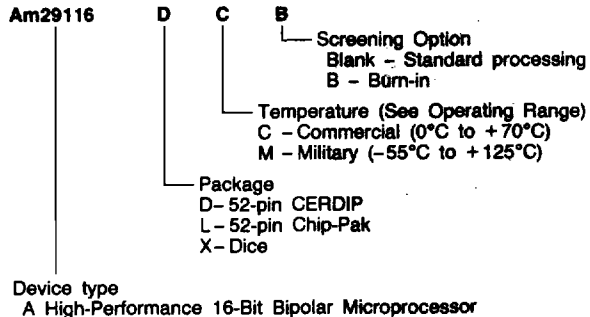 Am29116 D C B
Screening Option
Blank – Standard processing
B – Burn-in
Temperature (See Operating Range)
C – Commercial (0°C to +70°C)
M – Military (–55°C to +125°C)
Package
D – 52-pin CERDIP
L – 52-pin Chip-Pak
X – Dice
Device type
A High-Performance 16-Bit Bipolar Microprocessor